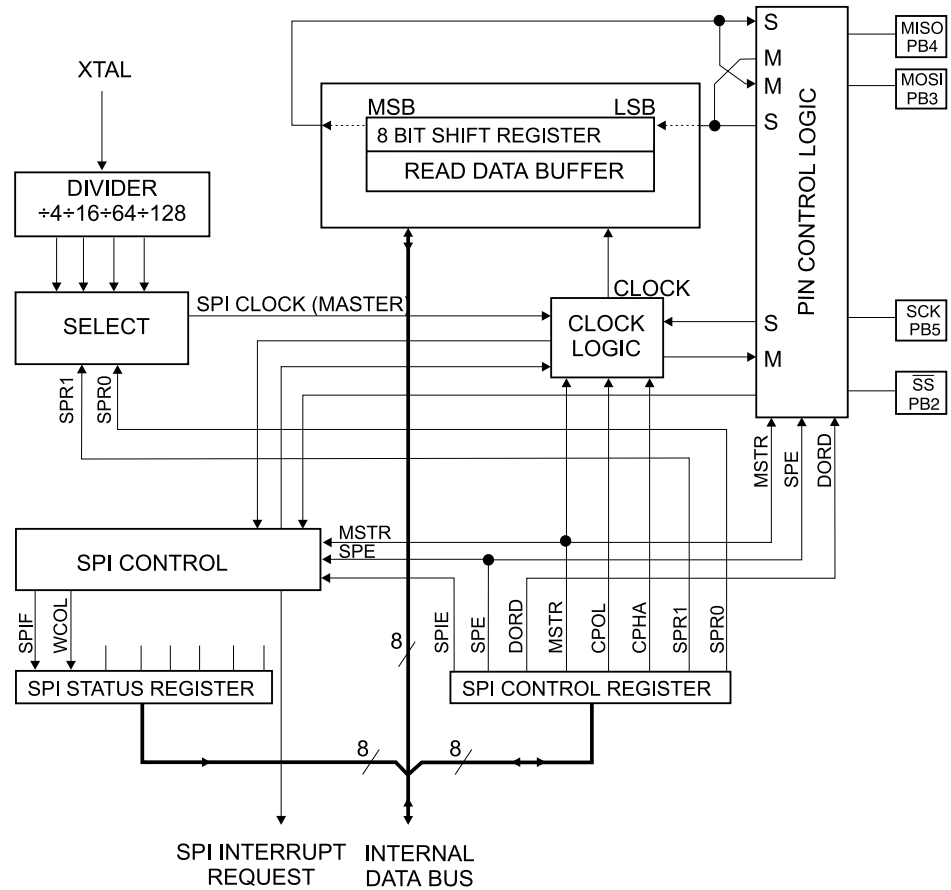 S
MISO
PB4
XTAL
M
MOSI
PB3
M
MSB
LSB
S
8 BIT SHIFT REGISTER
READ DATA BUFFER
PIN CONTROL LOGIC
DIVIDER
÷4÷16÷64÷128
SPI CLOCK (MASTER)
CLOCK
SELECT
CLOCK
LOGIC
S
SCK
PB5
M
SS
PB2
SPR1
SPR0
MSTR
SPE
DORD
SPI CONTROL
MSTR
SPE
SPIF
WCOL
8
SPIE
SPE
DORD
MSTR
CPOL
CPHA
SPR1
SPR0
SPI STATUS REGISTER
SPI CONTROL REGISTER
8
8
SPI INTERRUPT
REQUEST
INTERNAL
DATA BUS